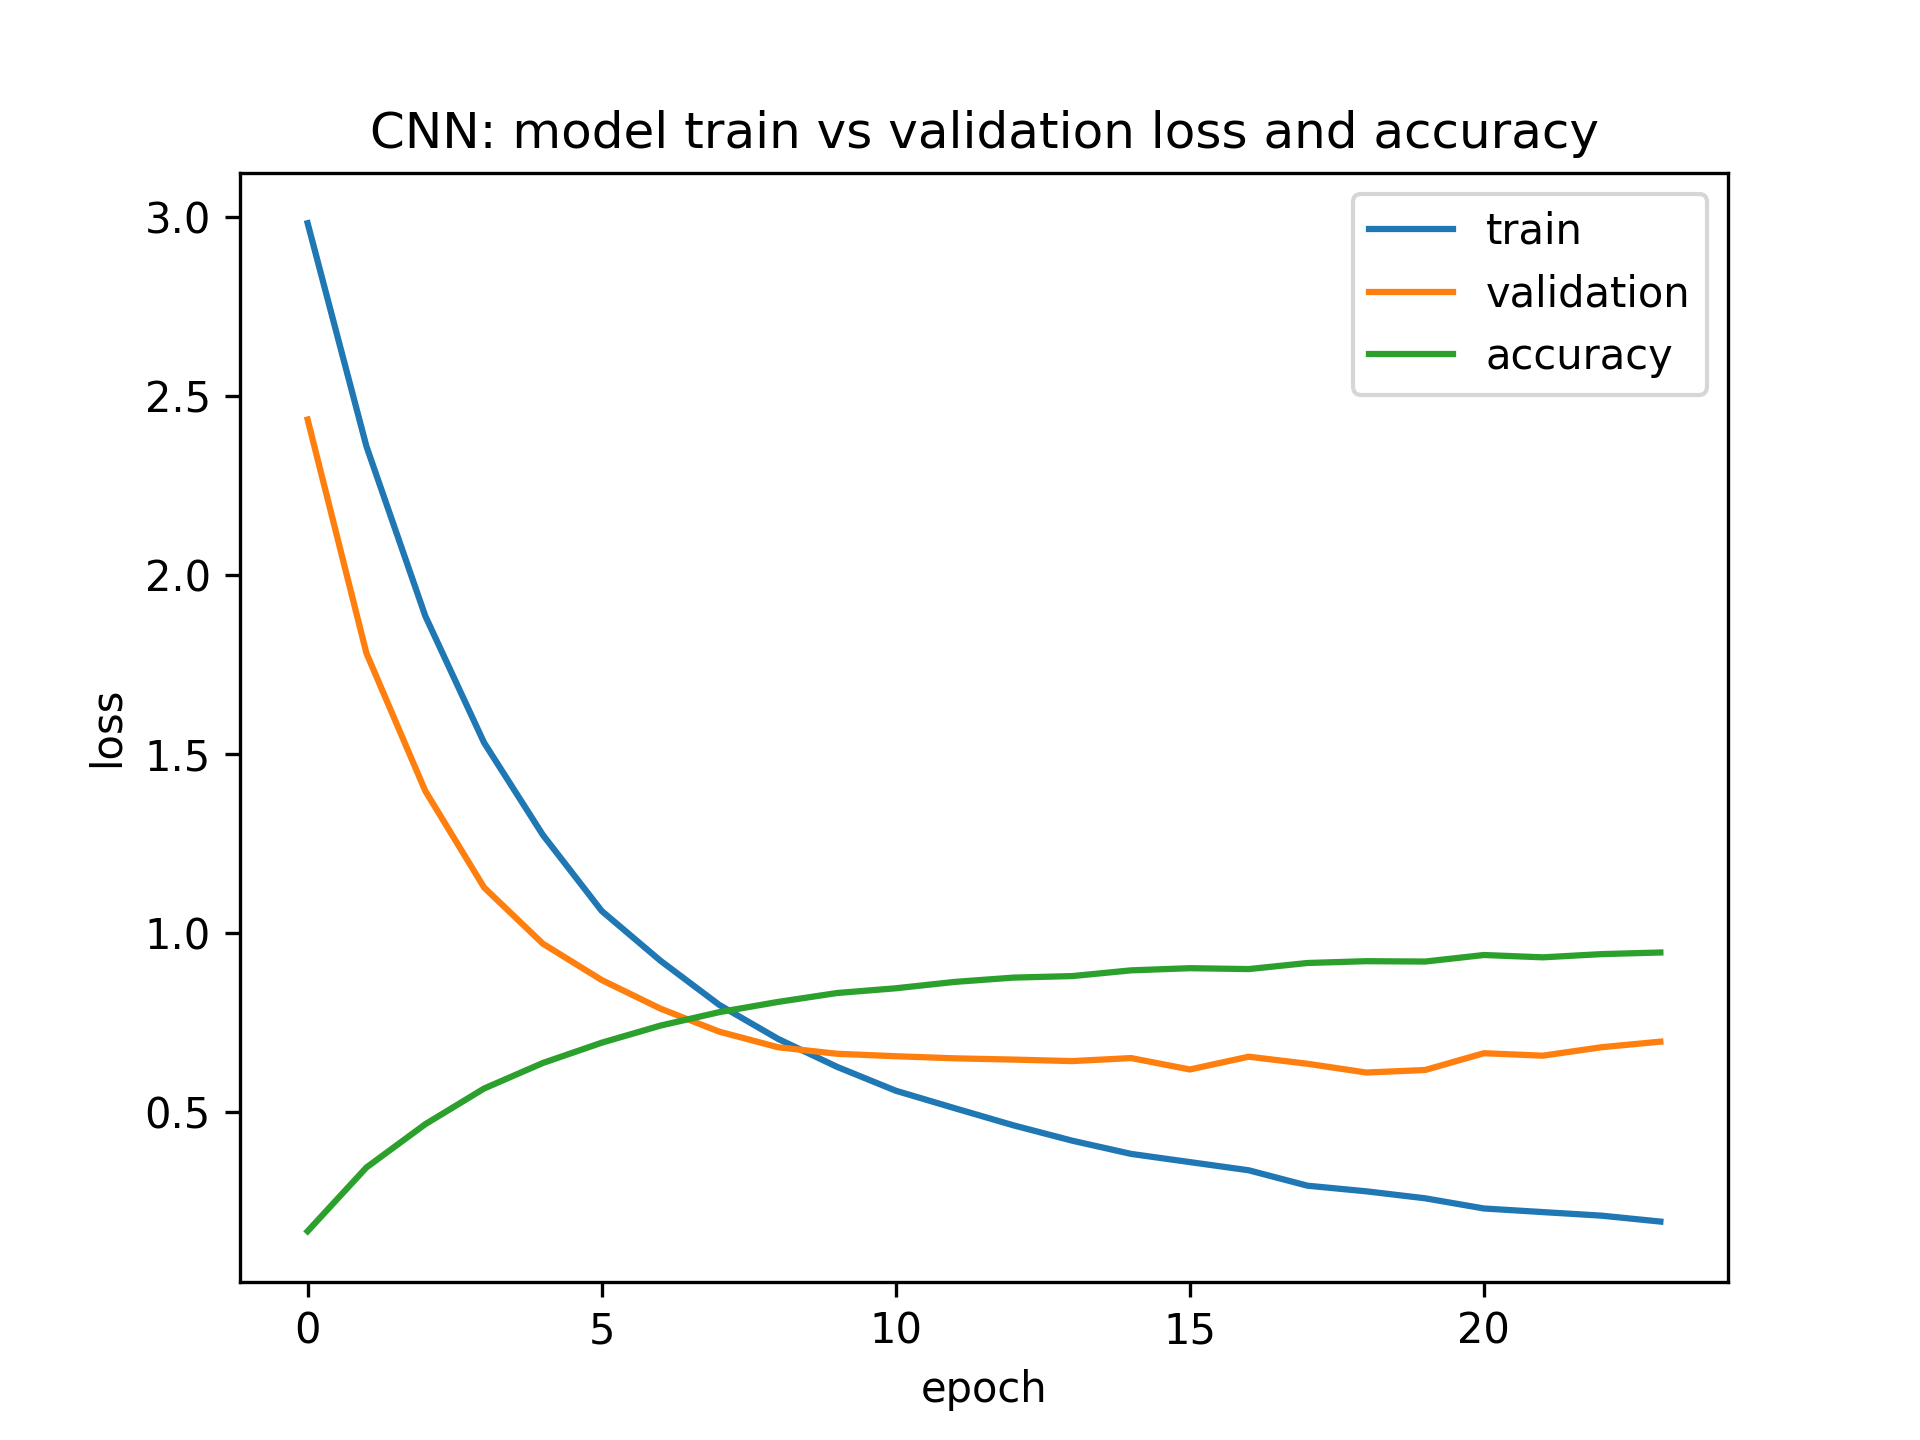 CNN: model train vs validation loss and accuracy
train
validation
accuracy
3.0
2.5
2.0
1.5
1.0
0.5
loss
0
5
10
15
20
epoch